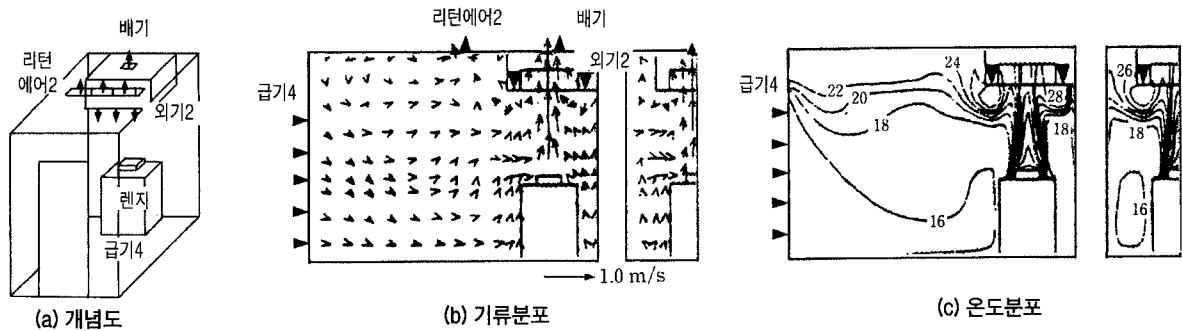 배기
리턴
에어2
외기2
렌지
급기4
(a) 개념도
리턴에어2
배기
외기2
급기4
1.0 m/s
(b) 기류분포
급기4
24
22
20
18
28
18
16
26
18
16
(c) 온도분포